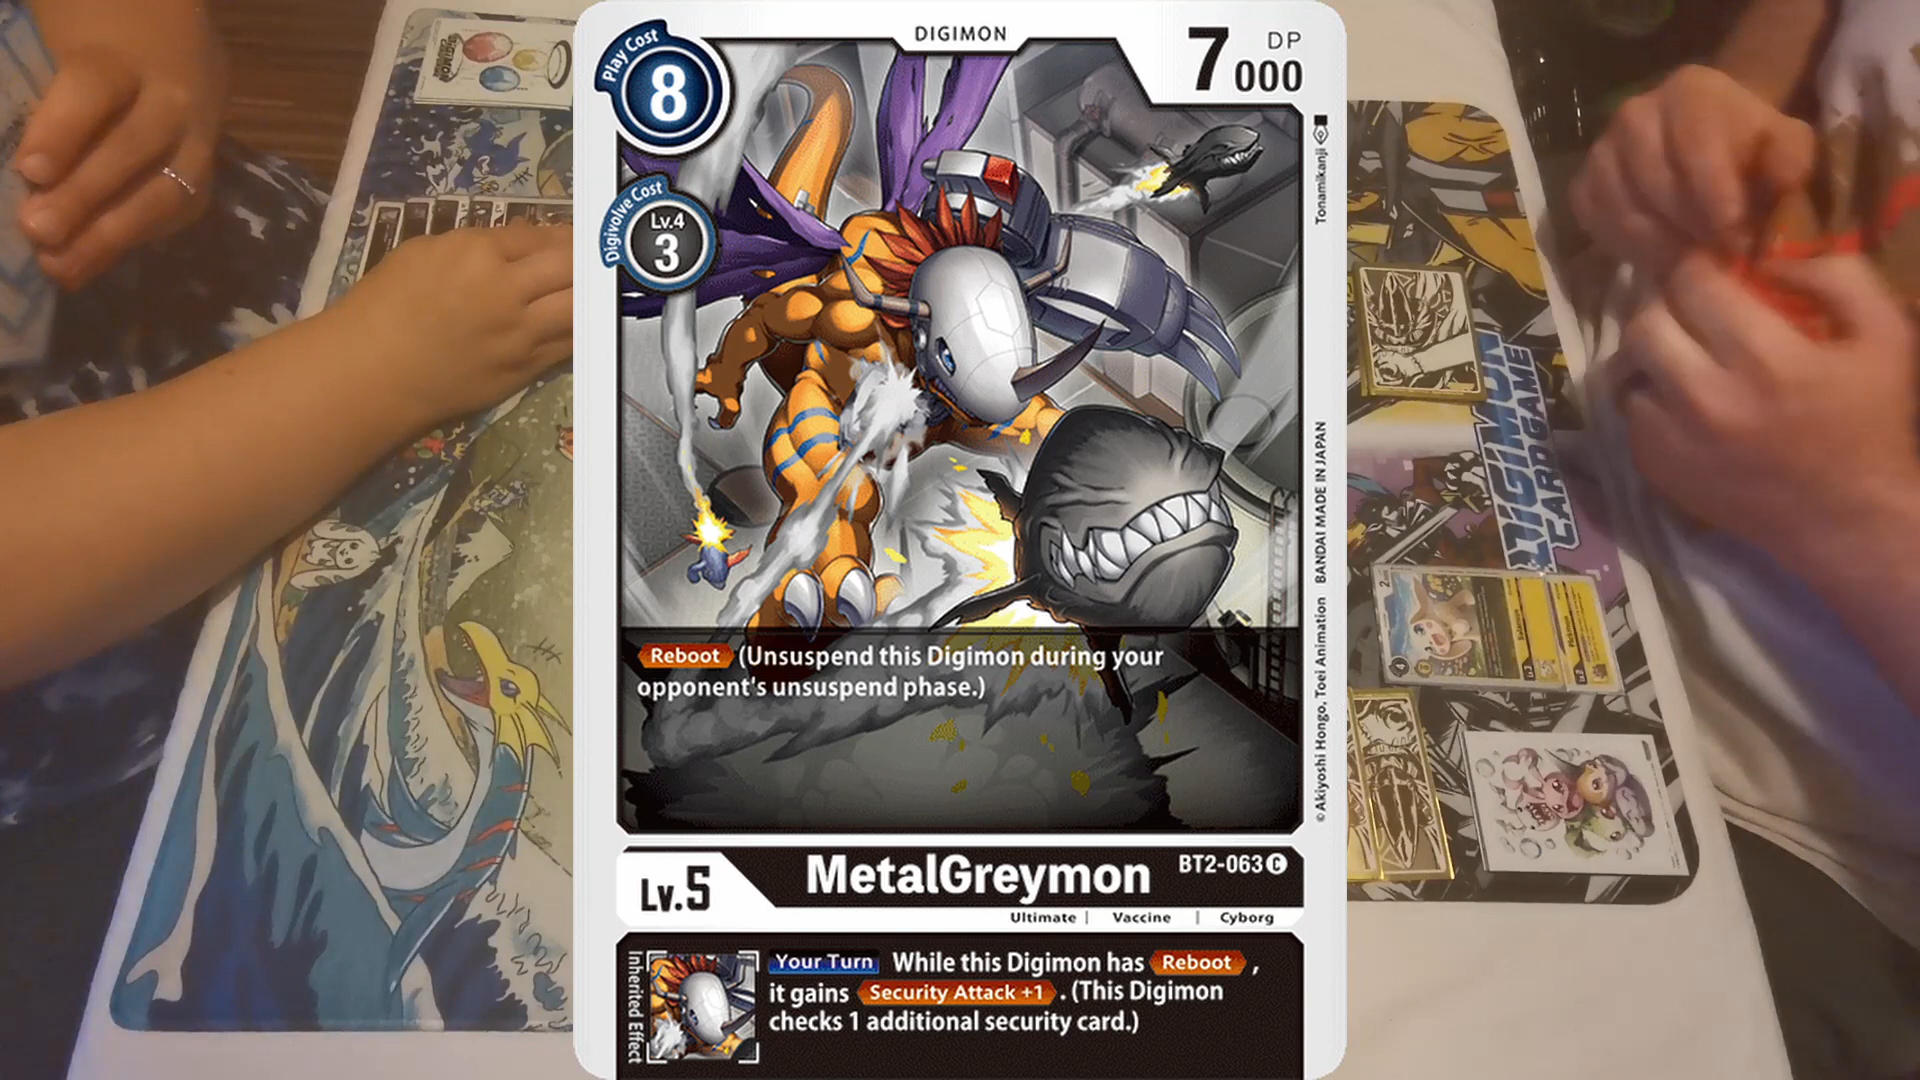 DIGIMON
Play Cost
8
7000
DP
Digivolve Cost
Lv.4
3
Tonamikanji
Reboot (Unsuspend this Digimon during your
opponent's unsuspend phase.)
© Akiyoshi Hongo, Toei Animation BANDAI MADE IN JAPAN
Lv.5
MetalGreymon
BT2-063 C
Ultimate | Vaccine | Cyborg
Inherited Effect
Your Turn While this Digimon has Reboot ,
it gains Security Attack +1 . (This Digimon
checks 1 additional security card.)
DIGIMON
CARD GAME